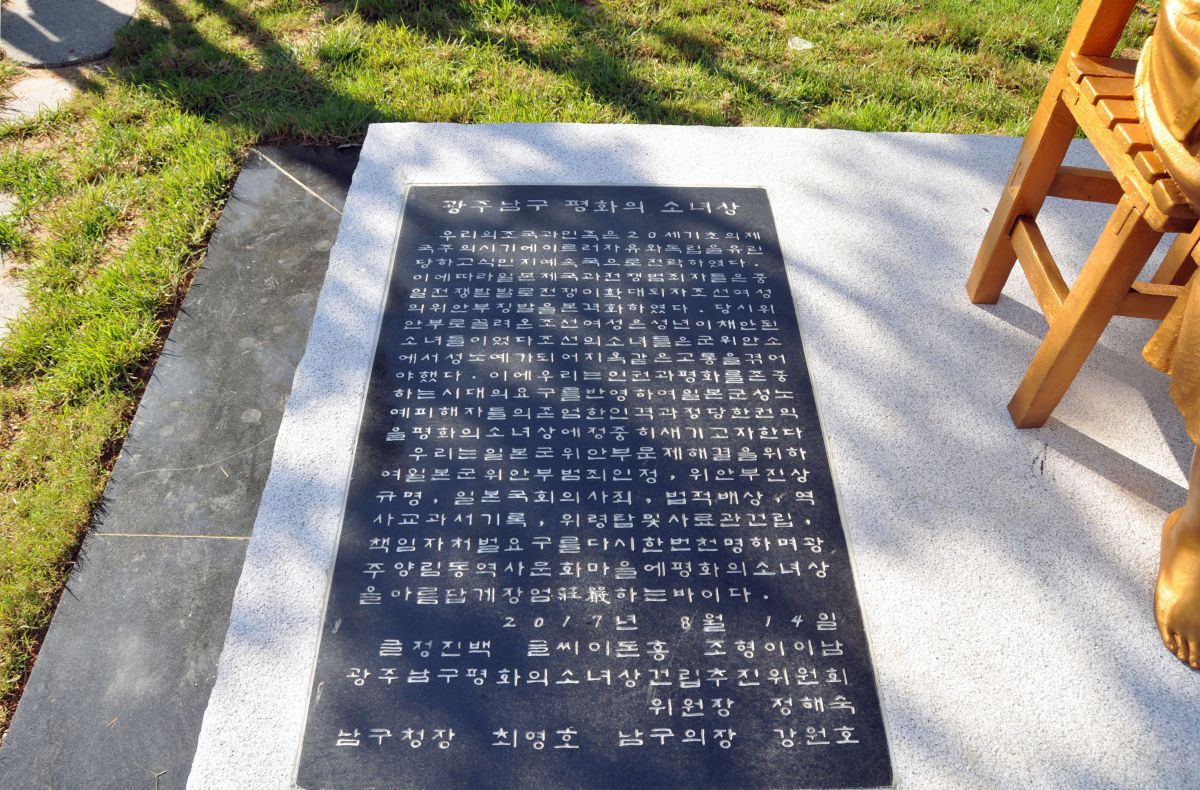 광주남구 평화의 소녀상
우리의조국과민족은20세기초의제
국주의시기에이르러자유와독립을유린
당하고식민지예속국으로전락하였다.
이에따라일본제국과전쟁범죄자들은중
일전쟁발발로전쟁이확대되자조선여성
의위안부징발을본격화하였다. 당시위
안부로끌려온조선여성은성년이채안된
소녀들이었다조선의소녀들은군위안소
에서성노예가되어지옥같은고통을겪어
야했다. 이에우리는인권과평화를존중
하는시대의요구를반영하여일본군성노
예피해자들의존엄한인격과정당한권익
을평화의소녀상에정중히새기고자한다
우리는일본군위안부문제해결을위하
여일본군위안부범죄인정, 위안부진상
규명, 일본국회의사죄, 법적배상, 역
사교과서기록, 위령탑및사료관건립,
책임자처벌요구를다시한번천명하며광
주양림동역사문화마을에평화의소녀상
을아름답게장엄莊嚴하는바이다.
2017년 8월 14일
글정진백 글씨이돈흥 조형이이남
광주남구평화의소녀상건립추진위원회
위원장 정해숙
남구청장 최영호 남구의장 강원호